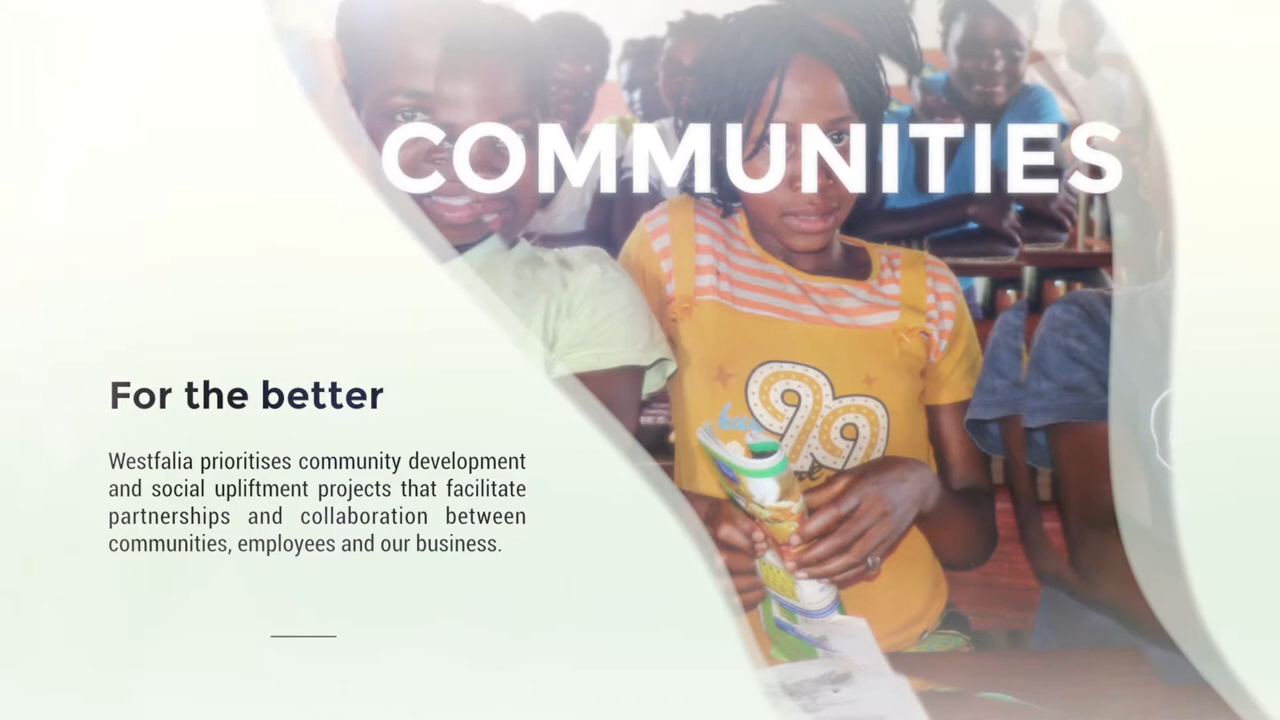 COMMUNITIES
For the better
Westfalia prioritises community development
and social upliftment projects that facilitate
partnerships and collaboration between
communities, employees and our business.
99